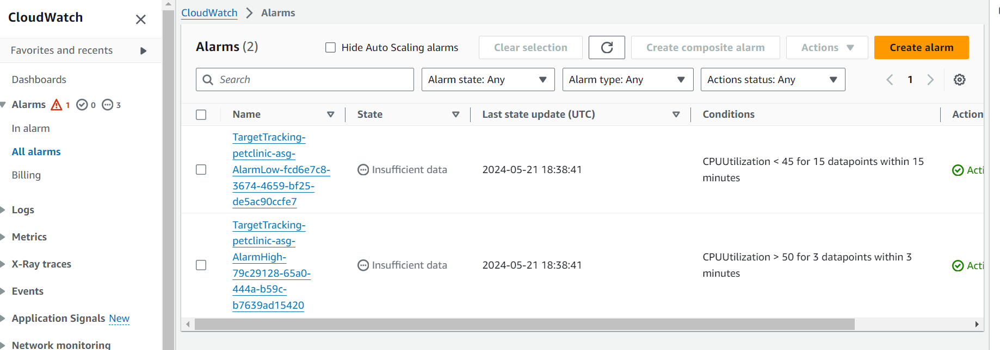 CloudWatch
Favorites and recents
Dashboards
Alarms 1 0 3
In alarm
All alarms
Billing
Logs
Metrics
X-Ray traces
Events
Application Signals New
Network monitoring
CloudWatch > Alarms
Alarms (2)
Hide Auto Scaling alarms
Clear selection
Create composite alarm
Actions
Create alarm
Search
Alarm state: Any
Alarm type: Any
Actions status: Any
1
Name
State
Last state update (UTC)
Conditions
Action
TargetTracking-
petclinic-asg-
AlarmLow-fcd6e7c8-
3674-4659-bf25-
de5ac90ccfe7
Insufficient data
2024-05-21 18:38:41
CPUUtilization < 45 for 15 datapoints within 15
minutes
Acti
TargetTracking-
petclinic-asg-
AlarmHigh-
79c29128-65a0-
444a-b59c-
b7639ad15420
Insufficient data
2024-05-21 18:38:41
CPUUtilization > 50 for 3 datapoints within 3
minutes
Acti